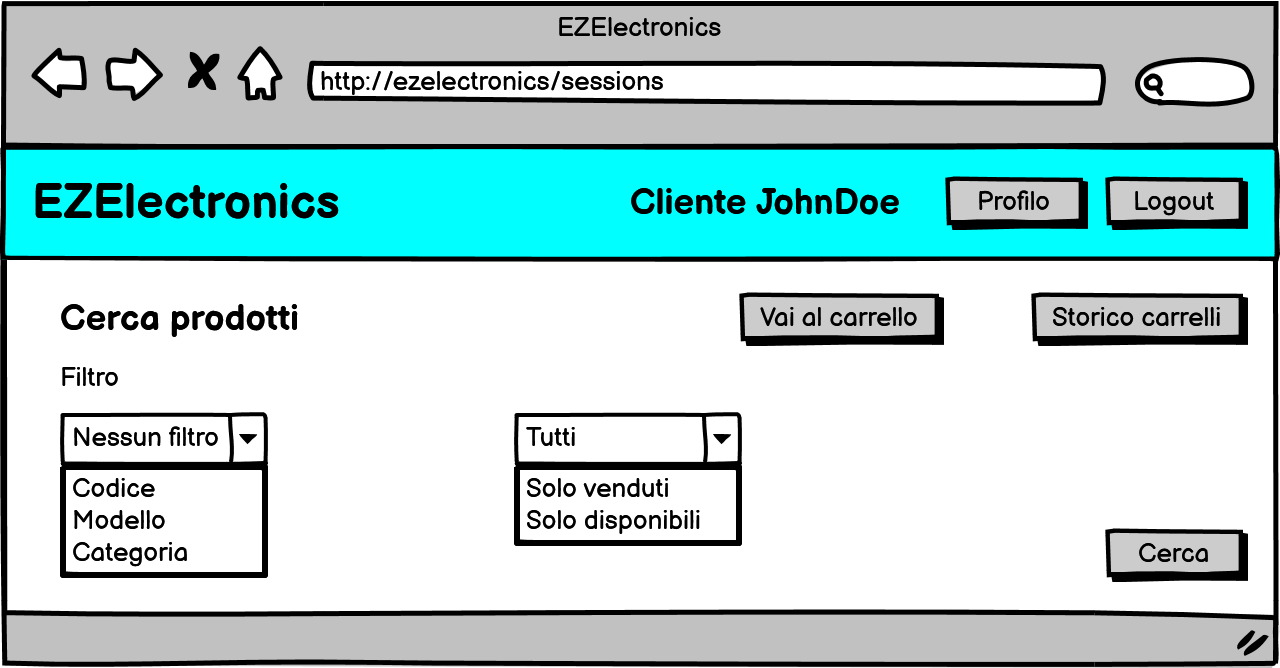 EZElectronics
http://ezelectronics/sessions
EZElectronics
Cliente JohnDoe
Profilo
Logout
Cerca prodotti
Vai al carrello
Storico carrelli
Filtro
Nessun filtro
Codice
Modello
Categoria
Tutti
Solo venduti
Solo disponibili
Cerca